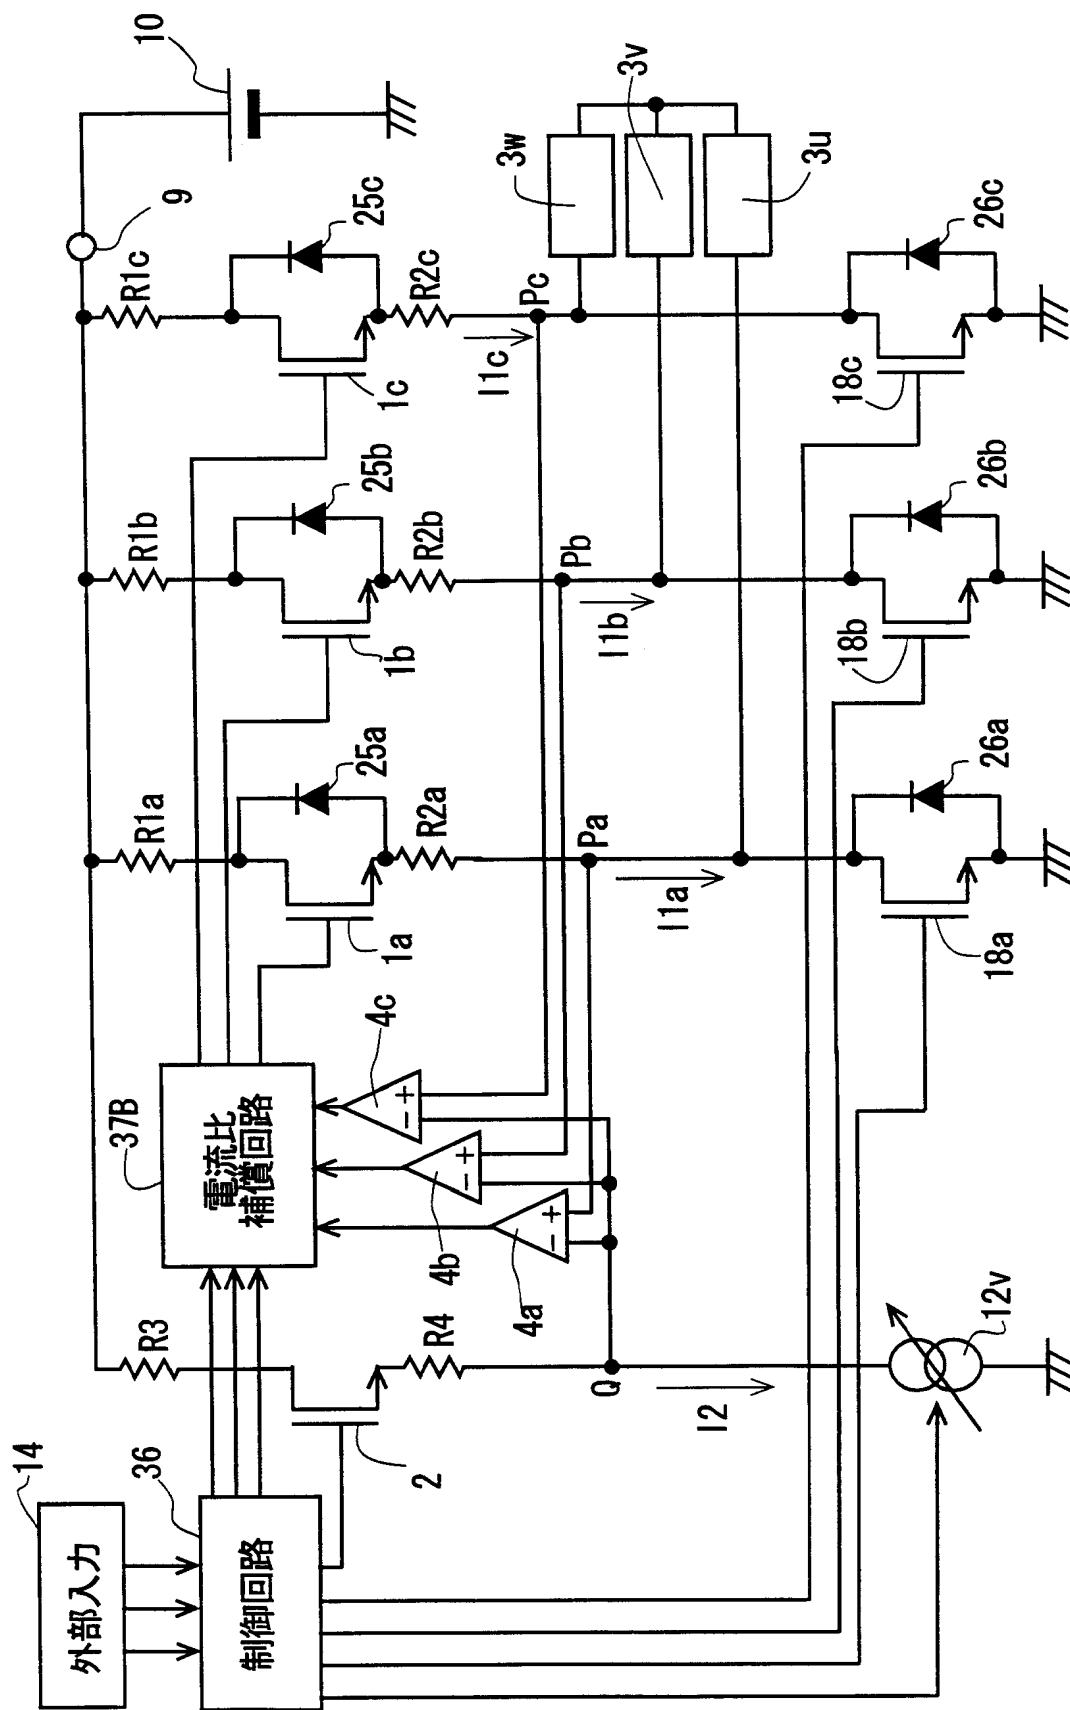 14
外部入力
36
制御回路
37B
電流比
補償回路
R3
2
R4
Q
I2
12v
4a
4b
4c
R1a
25a
1a
R2a
Pa
I1a
18a
26a
R1b
25b
1b
R2b
Pb
I1b
18b
26b
R1c
25c
1c
R2c
Pc
I1c
18c
26c
9
10
3w
3v
3u
−
+
−
+
−
+